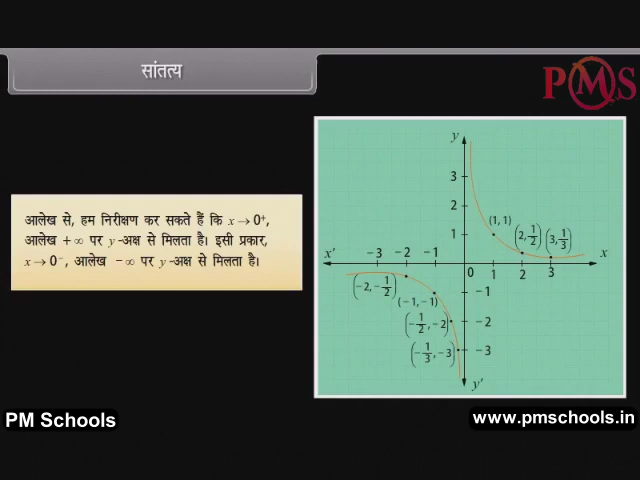 सांतत्य
PMS
आलेख से, हम निरीक्षण कर सकते हैं कि x → 0⁺,
आलेख +∞ पर y-अक्ष से मिलता है। इसी प्रकार,
x → 0⁻, आलेख −∞ पर y-अक्ष से मिलता है।
y
3
2
(1, 1)
(2, 1/2) (3, 1/3)
1
x' −3 −2 −1 x
0 1 2 3
(−2, −1/2) −1
(−1, −1)
(−1/2, −2) −2
(−1/3, −3) −3
y'
PM Schools
www.pmschools.in